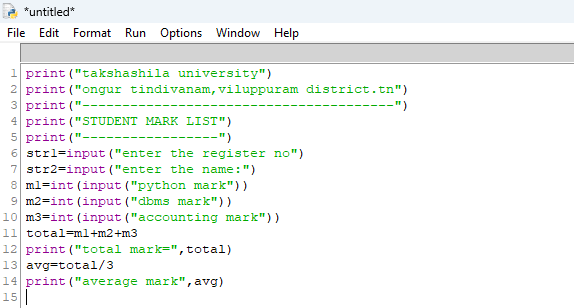 *untitled*
File Edit Format Run Options Window Help
1 print("takshashila university")
2 print("ongur tindivanam,viluppuram district.tn")
3 print("---------------------------------------")
4 print("STUDENT MARK LIST")
5 print("-----------------")
6 str1=input("enter the register no")
7 str2=input("enter the name:")
8 m1=int(input("python mark"))
9 m2=int(input("dbms mark"))
10 m3=int(input("accounting mark"))
11 total=m1+m2+m3
12 print("total mark=",total)
13 avg=total/3
14 print("average mark",avg)
15